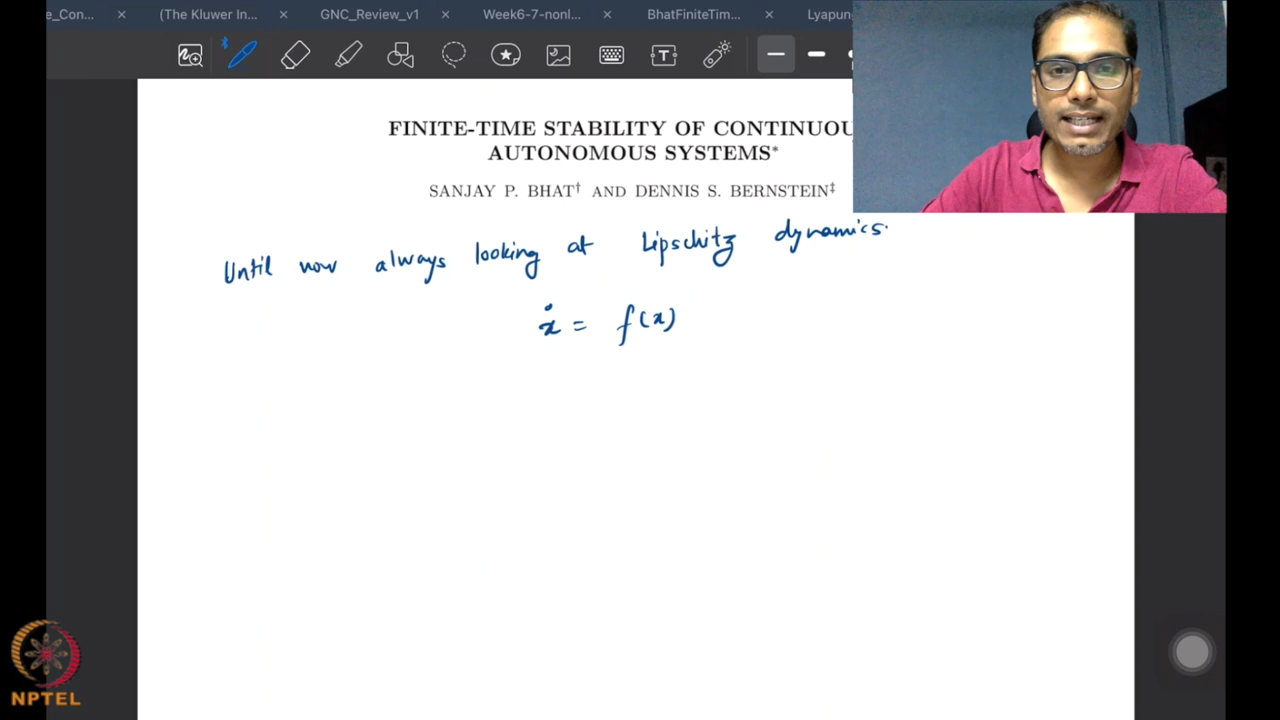 e_Con...
(The Kluwer In...
GNC_Review_v1
Week6-7-nonl...
BhatFiniteTim...
Lyapun
T
FINITE-TIME STABILITY OF CONTINUOU
AUTONOMOUS SYSTEMS*
SANJAY P. BHAT† AND DENNIS S. BERNSTEIN‡
Until now always looking at Lipschitz dynamics.
ẋ = f(x)
NPTEL